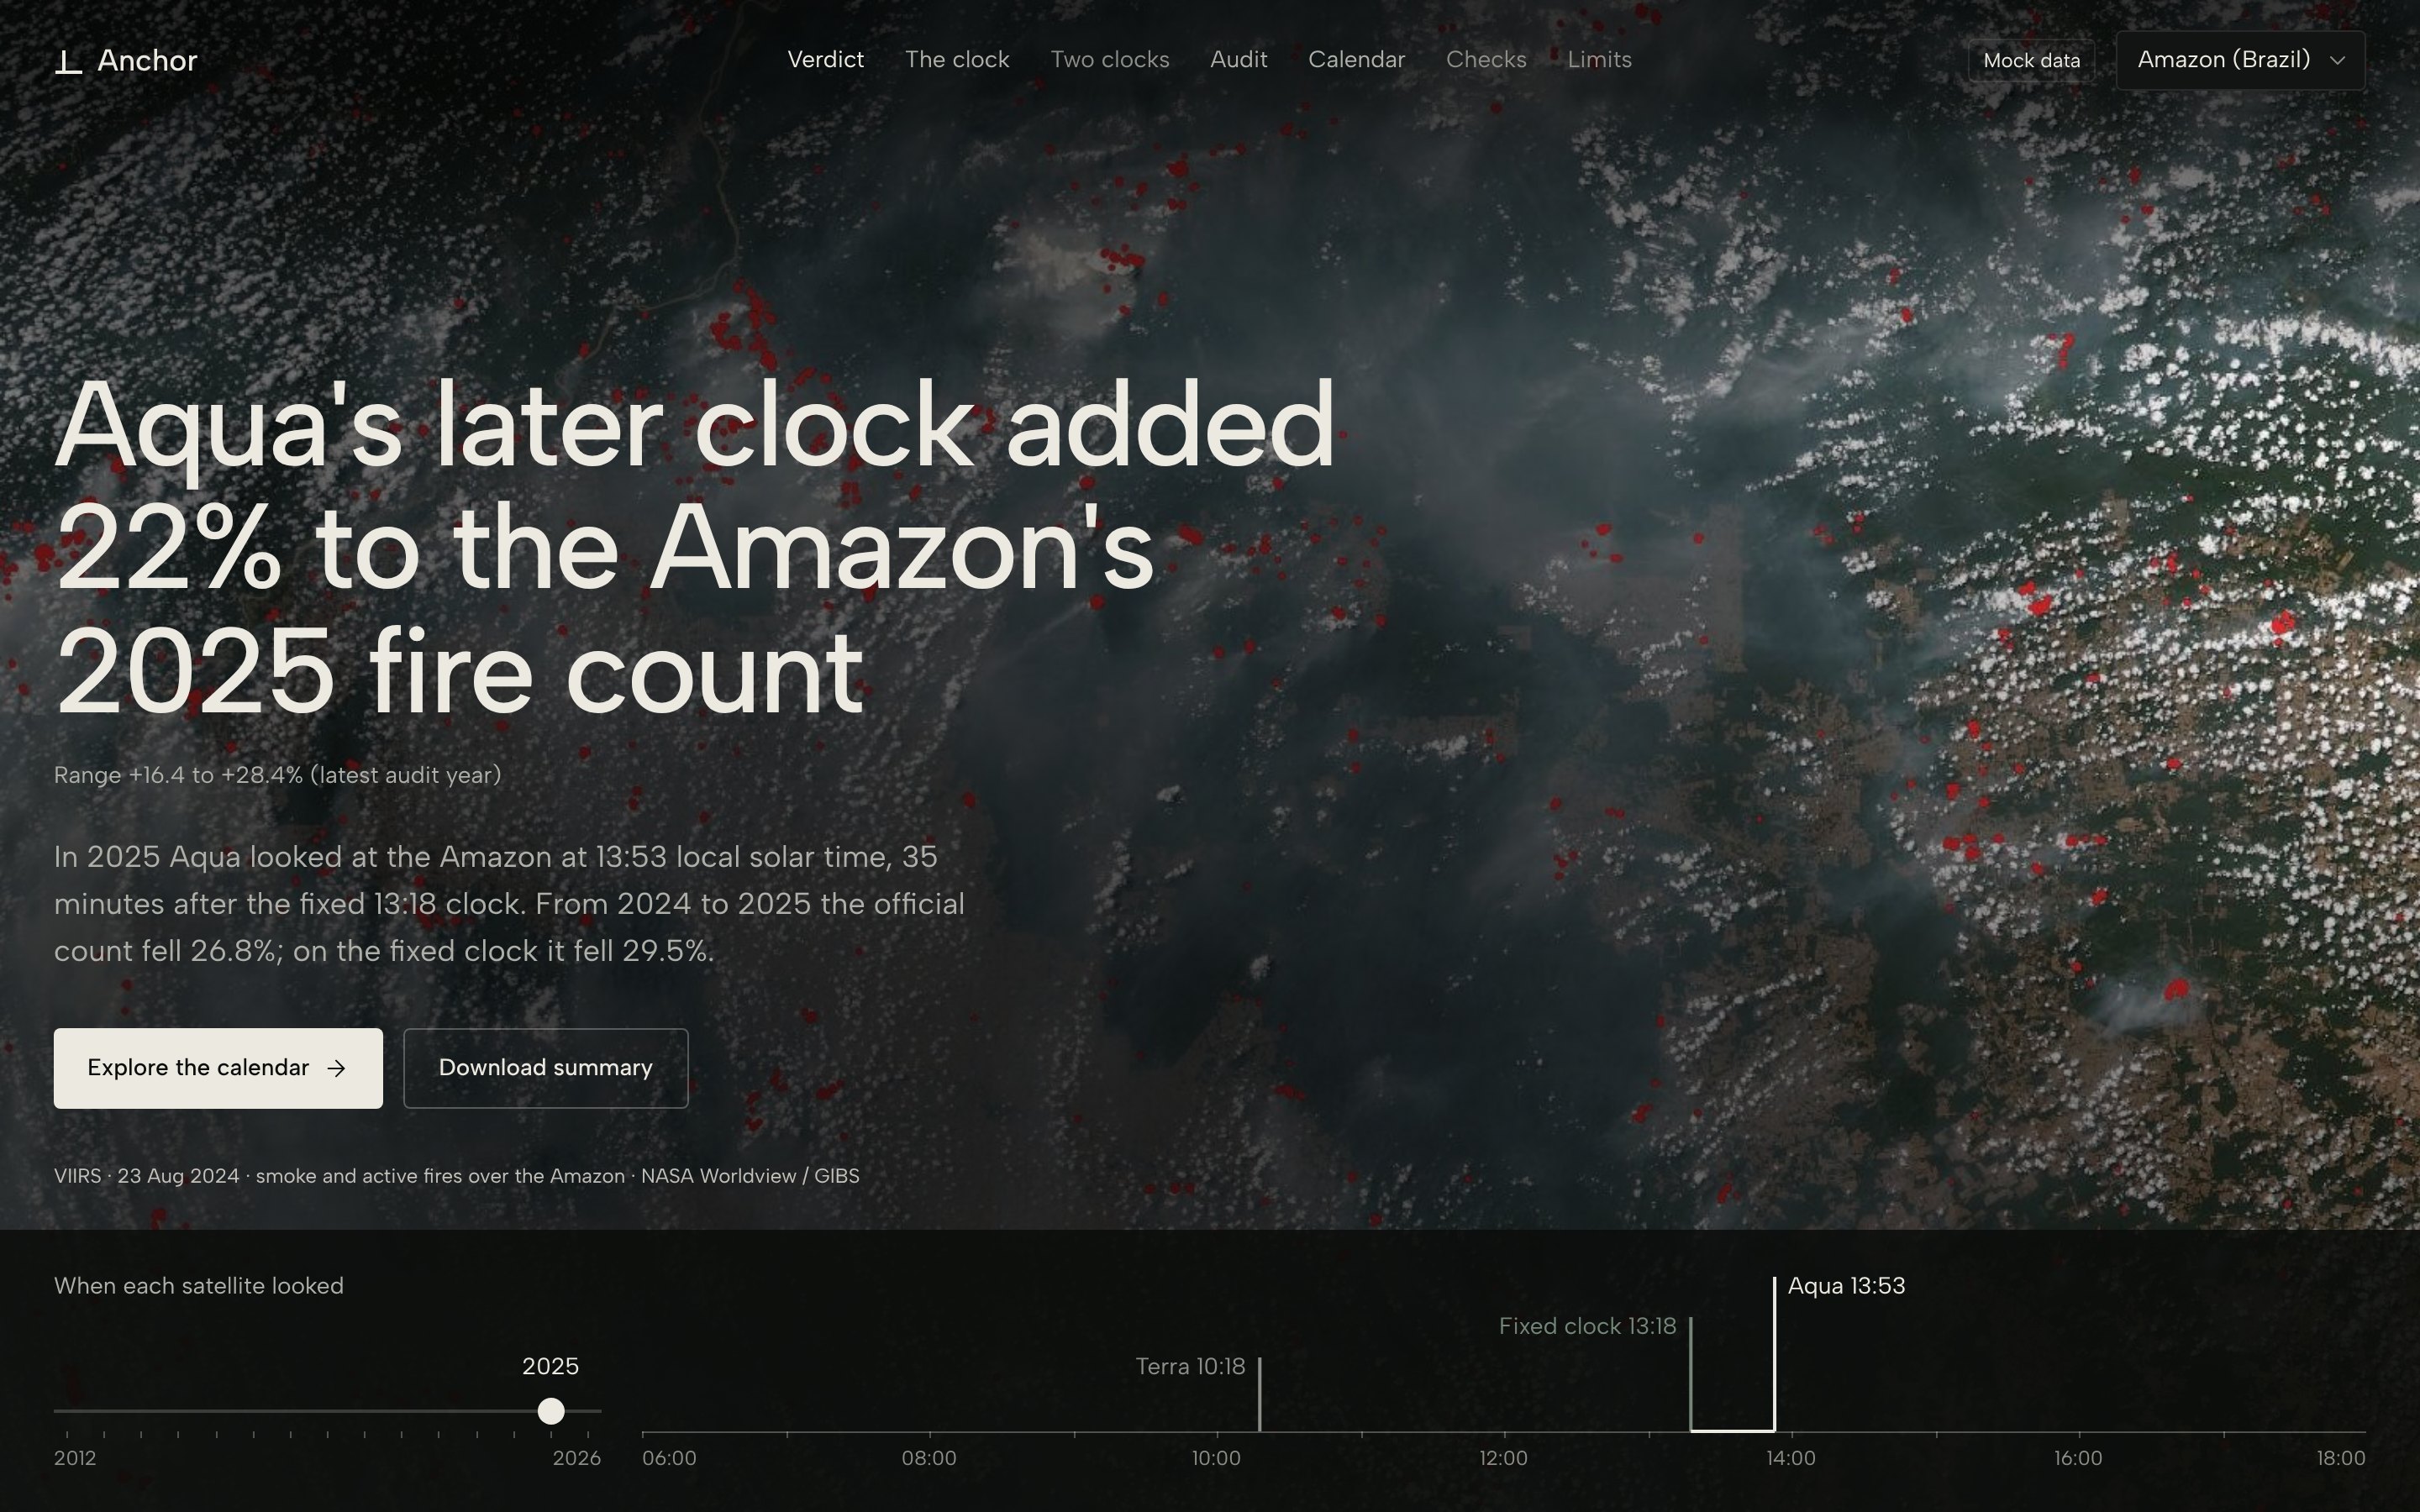 Anchor
Verdict The clock Two clocks Audit Calendar Checks Limits
Mock data
Amazon (Brazil)
Aqua's later clock added
22% to the Amazon's
2025 fire count
Range +16.4 to +28.4% (latest audit year)
In 2025 Aqua looked at the Amazon at 13:53 local solar time, 35
minutes after the fixed 13:18 clock. From 2024 to 2025 the official
count fell 26.8%; on the fixed clock it fell 29.5%.
Explore the calendar →
Download summary
VIIRS · 23 Aug 2024 · smoke and active fires over the Amazon · NASA Worldview / GIBS
When each satellite looked
Aqua 13:53
Fixed clock 13:18
2025
Terra 10:18
2012 2026
06:00 08:00 10:00 12:00 14:00 16:00 18:00